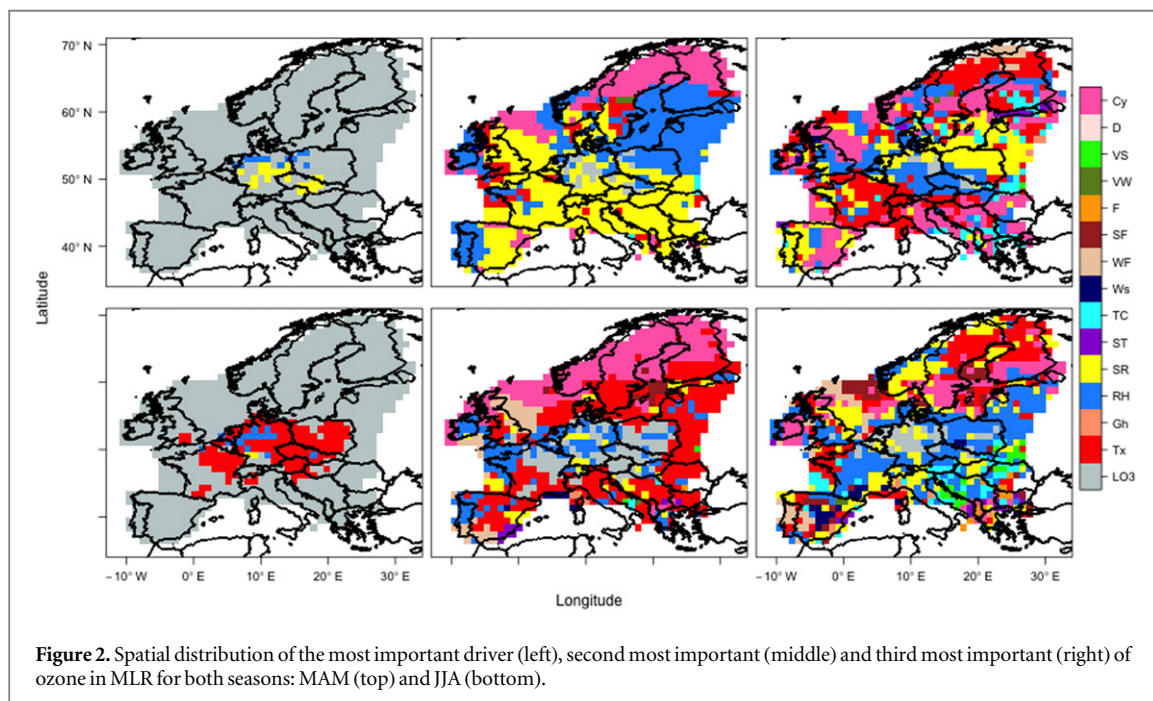 70° N
60° N
50° N
40° N
Latitude
−10° W
0° E
10° E
20° E
30° E
−10° W
0° E
10° E
20° E
30° E
Longitude
Cy
D
VS
VW
F
SF
WF
Ws
TC
ST
SR
RH
Gh
Tx
LO3
Figure 2. Spatial distribution of the most important driver (left), second most important (middle) and third most important (right) of
ozone in MLR for both seasons: MAM (top) and JJA (bottom).